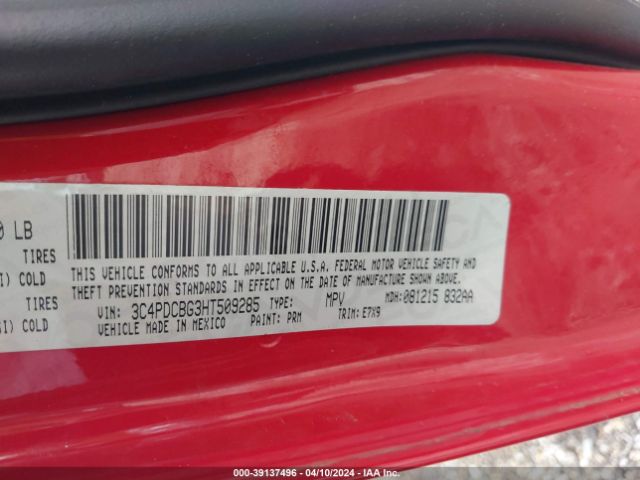 0 LB
TIRES
I) COLD
TIRES
SI) COLD
THIS VEHICLE CONFORMS TO ALL APPLICABLE U.S.A. FEDERAL MOTOR VEHICLE SAFETY AND
THEFT PREVENTION STANDARDS IN EFFECT ON THE DATE OF MANUFACTURE SHOWN ABOVE.
VIN: 3C4PDCBG3HT509285 TYPE: MPV MDH: 081215 832AA
VEHICLE MADE IN MEXICO PAINT: PRM TRIM: E7X9
000-39137496 - 04/10/2024 - IAA Inc.